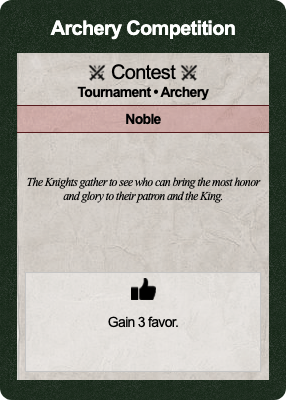 Archery Competition
Contest
Tournament • Archery
Noble
The Knights gather to see who can bring the most honor
and glory to their patron and the King.
Gain 3 favor.